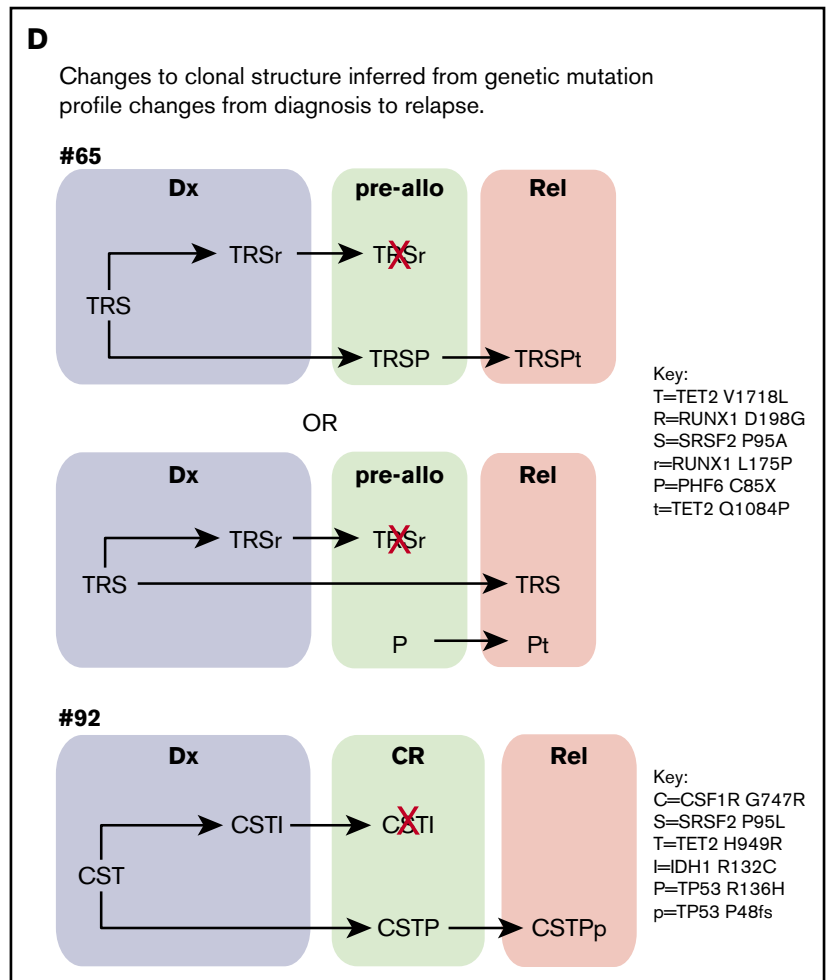 D
Changes to clonal structure inferred from genetic mutation
profile changes from diagnosis to relapse.
#65
Dx pre-allo Rel
TRSr TRSr
TRS
TRSP TRSPt
OR
Dx pre-allo Rel
TRSr TRSr
TRS TRS
P Pt
Key:
T=TET2 V1718L
R=RUNX1 D198G
S=SRSF2 P95A
r=RUNX1 L175P
P=PHF6 C85X
t=TET2 Q1084P
#92
Dx CR Rel
CSTI CSTI
CST
CSTP CSTPp
Key:
C=CSF1R G747R
S=SRSF2 P95L
T=TET2 H949R
I=IDH1 R132C
P=TP53 R136H
p=TP53 P48fs